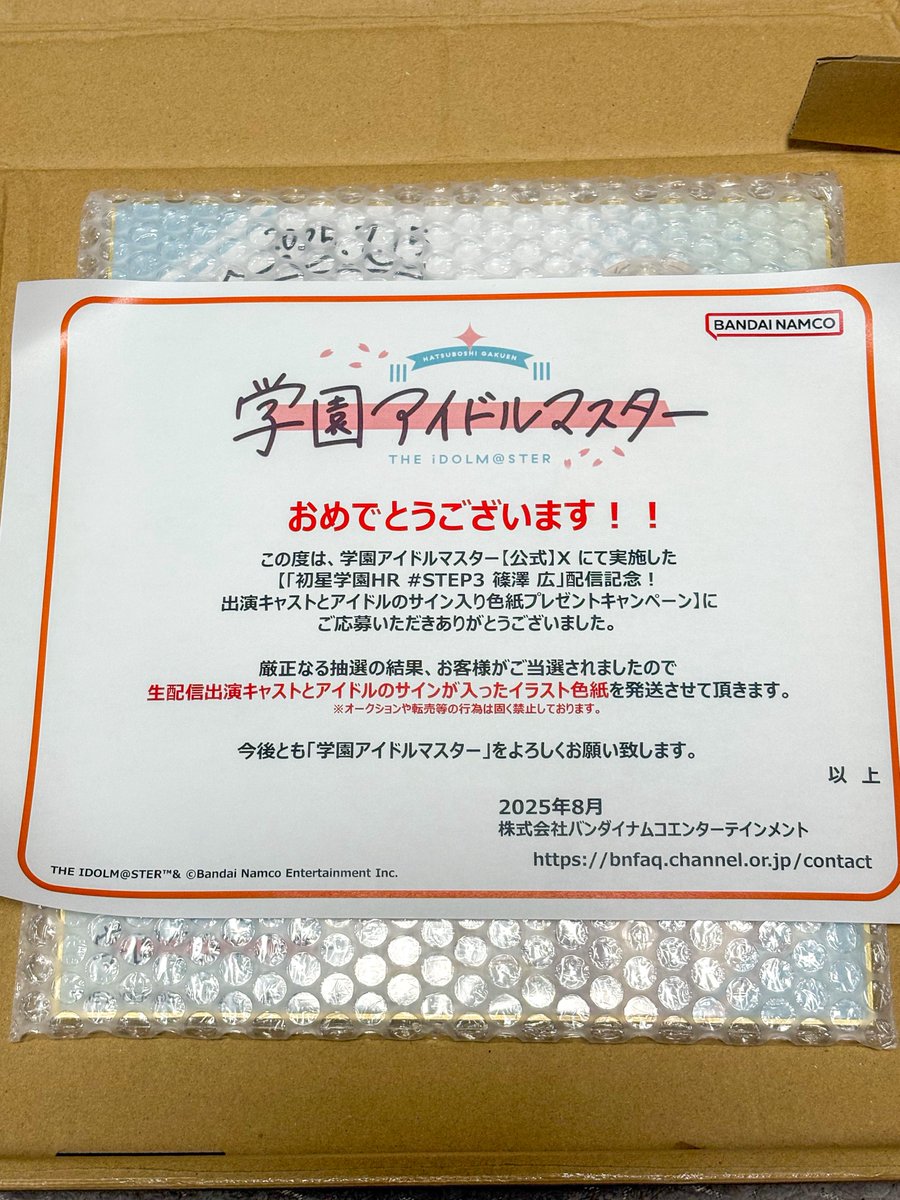 BANDAI NAMCO
HATSUBOSHI GAKUEN
学園アイドルマスター
THE iDOLM@STER
おめでとうございます！！
この度は、学園アイドルマスター【公式】X にて実施した
【「初星学園HR #STEP3 篠澤 広」配信記念！
出演キャストとアイドルのサイン入り色紙プレゼントキャンペーン】に
ご応募いただきありがとうございました。
厳正なる抽選の結果、お客様がご当選されましたので
生配信出演キャストとアイドルのサインが入ったイラスト色紙を発送させて頂きます。
※オークションや転売等の行為は固く禁止しております。
今後とも「学園アイドルマスター」をよろしくお願い致します。
以 上
2025年8月
株式会社バンダイナムコエンターテインメント
https://bnfaq.channel.or.jp/contact
THE IDOLM@STER™& ©Bandai Namco Entertainment Inc.